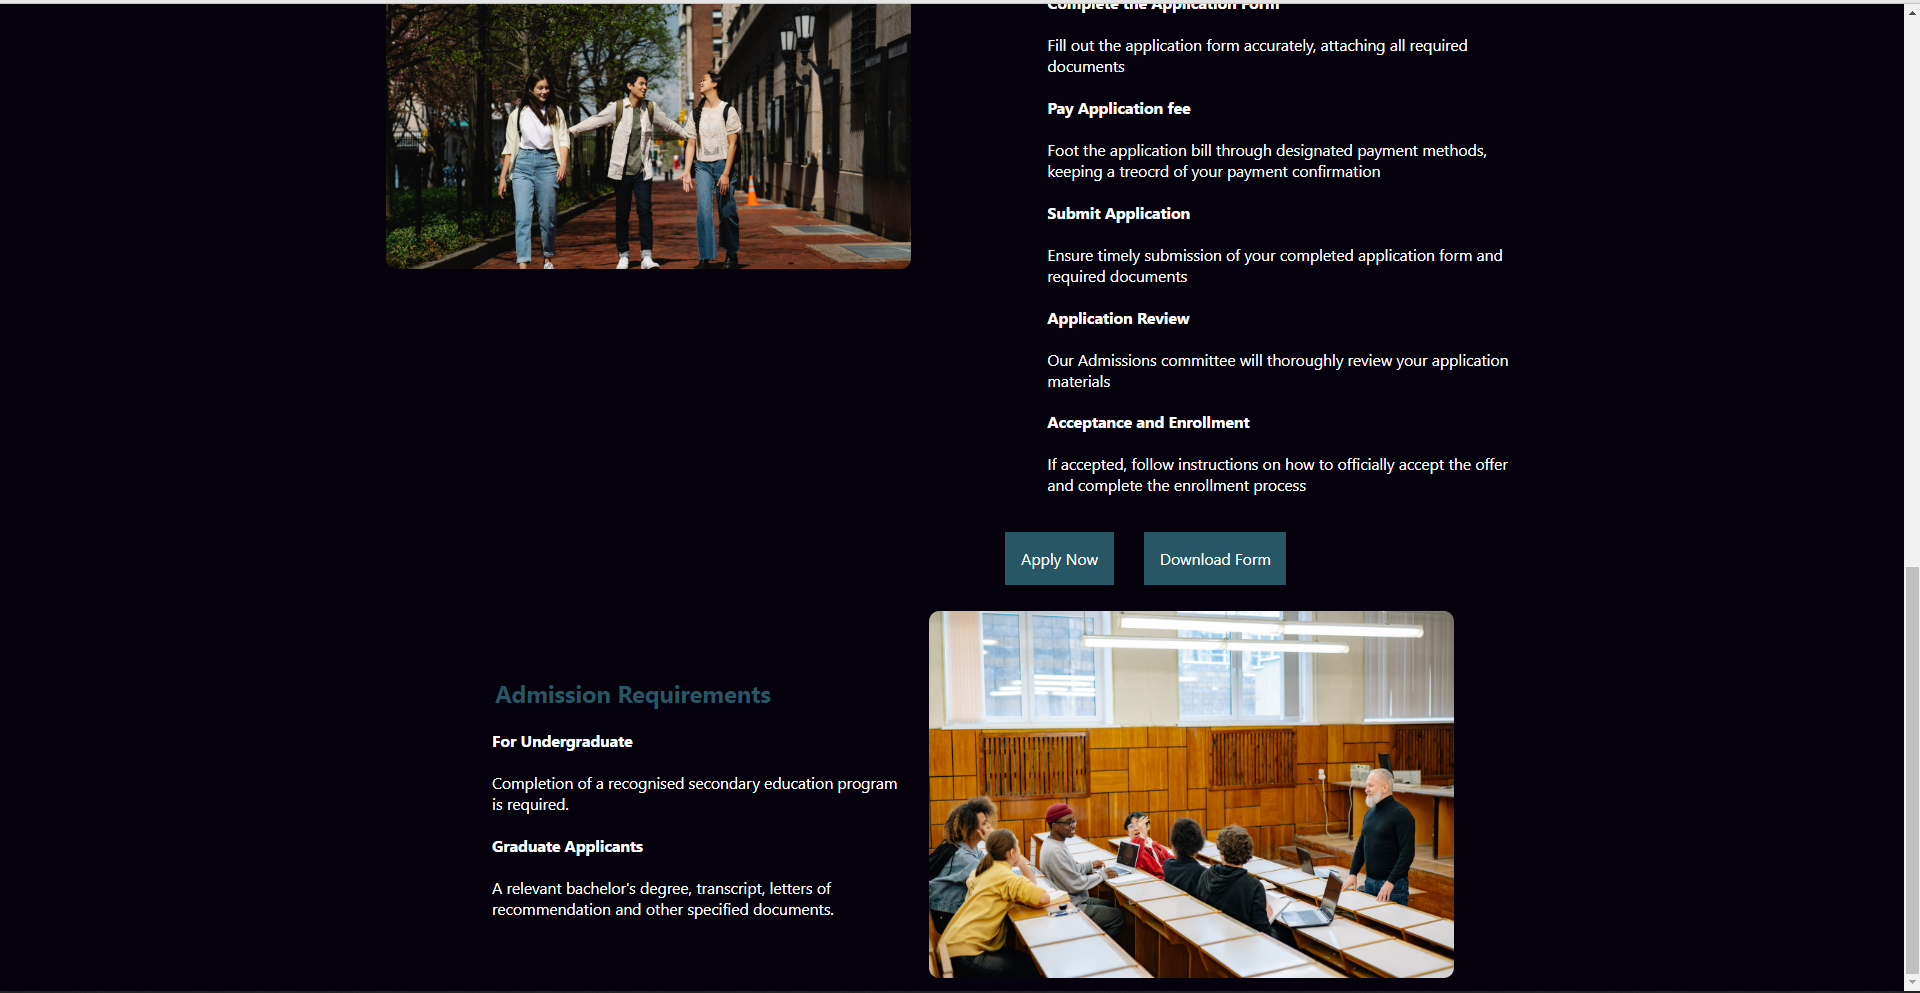 Complete the Application Form
Fill out the application form accurately, attaching all required
documents
Pay Application fee
Foot the application bill through designated payment methods,
keeping a treocrd of your payment confirmation
Submit Application
Ensure timely submission of your completed application form and
required documents
Application Review
Our Admissions committee will thoroughly review your application
materials
Acceptance and Enrollment
If accepted, follow instructions on how to officially accept the offer
and complete the enrollment process
Apply Now
Download Form
Admission Requirements
For Undergraduate
Completion of a recognised secondary education program
is required.
Graduate Applicants
A relevant bachelor's degree, transcript, letters of
recommendation and other specified documents.